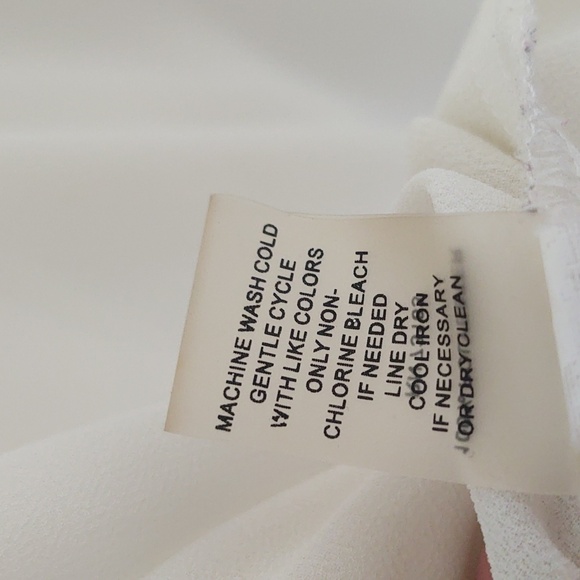 MACHINE WASH COLD
GENTLE CYCLE
WITH LIKE COLORS
ONLY NON-
CHLORINE BLEACH
IF NEEDED
LINE DRY
COOL IRON
IF NECESSARY
OR DRY CLEAN